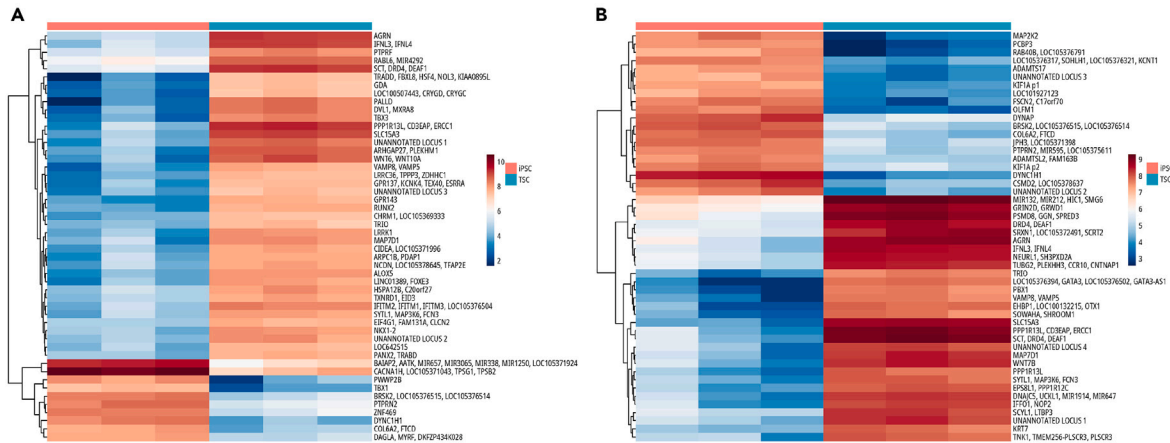 A
AGRN
IFNL3, IFNL4
PTPRF
RABL6, MIR4292
SCT, DRD4, DEAF1
TRADD, FBXL8, HSF4, NOL3, KIAA0895L
GDA
LOC100507443, CRYGD, CRYGC
PALLD
DVL1, MXRA8
TBX3
PPP1R13L, CD3EAP, ERCC1
SLC15A3
UNANNOTATED LOCUS 1
ARHGAP27, PLEKHM1
WNT6, WNT10A
VAMP8, VAMP5
LRRC36, TPPP3, ZDHHC1
GPR137, KCNK4, TEX40, ESRRA
UNANNOTATED LOCUS 3
GPR143
RUNX2
CHRM1, LOC105369333
TRIO
LRRK1
MAP7D1
CIDEA, LOC105371996
ARPC1B, PDAP1
NCDN, LOC105378645, TFAP2E
ALOX5
LINC01389, FOXE3
HSPA12B, C20orf27
TXNRD1, EID3
IFITM2, IFITM1, IFITM3, LOC105376504
SYTL1, MAP3K6, FCN3
EIF4G1, FAM131A, CLCN2
NKX1-2
UNANNOTATED LOCUS 2
LOC642515
PANX2, TRABD
BAIAP2, AATK, MIR657, MIR3065, MIR338, MIR1250, LOC105371924
CACNA1H, LOC105371043, TPSG1, TPSB2
PWWP2B
TBX1
BRSK2, LOC105376515, LOC105376514
PTPRN2
ZNF469
DYNC1H1
COL6A2, FTCD
DAGLA, MYRF, DKFZP434K028
10
8
6
4
2
iPSC
TSC
B
MAP2K2
PCBP3
RAB40B, LOC105376791
LOC105376317, SOHLH1, LOC105376321, KCNT1
ADAMTS17
UNANNOTATED LOCUS 3
KIF1A p1
LOC101927123
FSCN2, C17orf70
OLFM1
DYNAP
BRSK2, LOC105376515, LOC105376514
COL6A2, FTCD
JPH3, LOC105371398
PTPRN2, MIR595, LOC105375611
ADAMTSL2, FAM163B
KIF1A p2
DYNC1H1
CSMD2, LOC105378637
UNANNOTATED LOCUS 2
MIR132, MIR212, HIC1, SMG6
GRIN2D, GRWD1
PSMD8, GGN, SPRED3
DRD4, DEAF1
SRXN1, LOC105372491, SCRT2
AGRN
IFNL3, IFNL4
NEURL1, SH3PXD2A
TUBG2, PLEKHH3, CCR10, CNTNAP1
TRIO
LOC105376394, GATA3, LOC105376502, GATA3-AS1
PBX1
VAMP8, VAMP5
EHBP1, LOC100132215, OTX1
SOWAHA, SHROOM1
SLC15A3
PPP1R13L, CD3EAP, ERCC1
SCT, DRD4, DEAF1
UNANNOTATED LOCUS 4
MAP7D1
WNT7B
PPP1R13L
SYTL1, MAP3K6, FCN3
EPS8L1, PPP1R12C
DNAJC5, UCKL1, MIR1914, MIR647
IFFO1, NOP2
SCYL1, LTBP3
UNANNOTATED LOCUS 1
KRT7
TNK1, TMEM256-PLSCR3, PLSCR3
9
8
7
6
5
4
3
iPSC
TSC